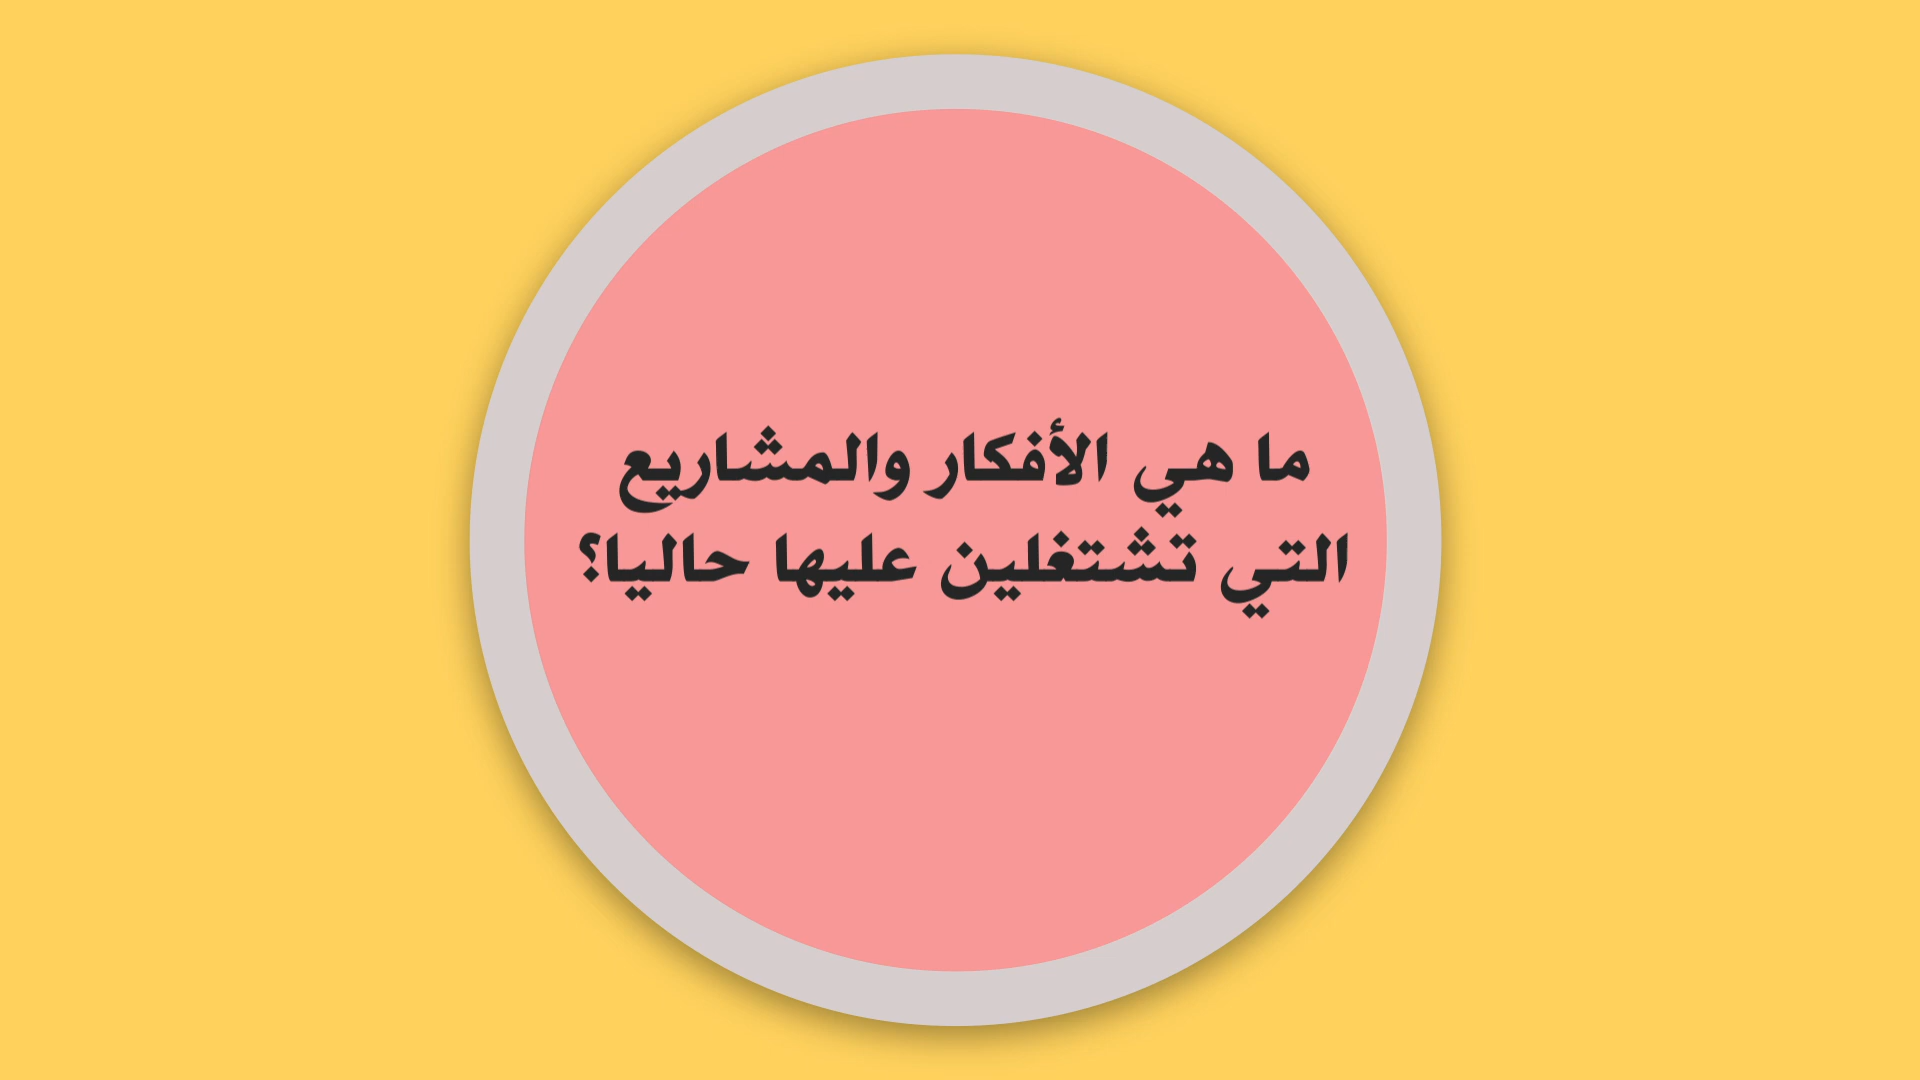 ما هي الأفكار والمشاريع
التي تشتغلين عليها حاليا؟